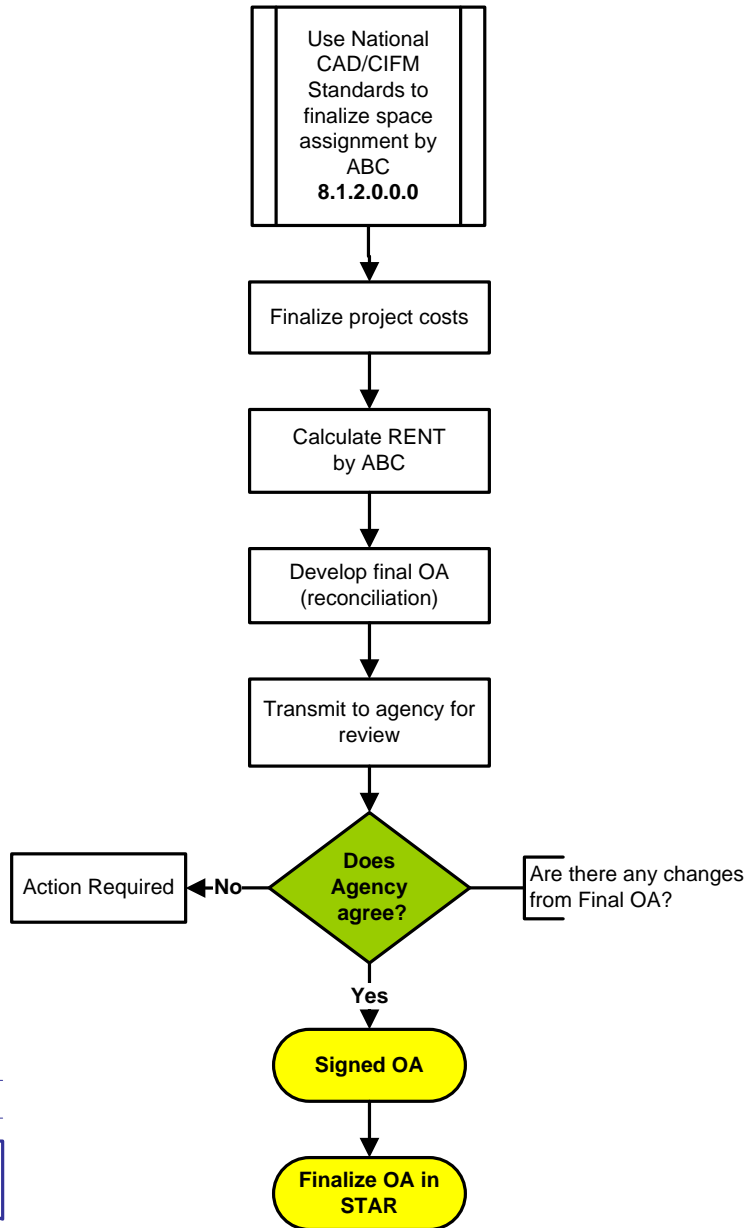 Use National
CAD/CIFM
Standards to
finalize space
assignment by
ABC
8.1.2.0.0.0
Finalize project costs
Calculate RENT
by ABC
Develop final OA
(reconciliation)
Transmit to agency for
review
Does
Agency
agree?
No
Action Required
Are there any changes
from Final OA?
Yes
Signed OA
Finalize OA in
STAR